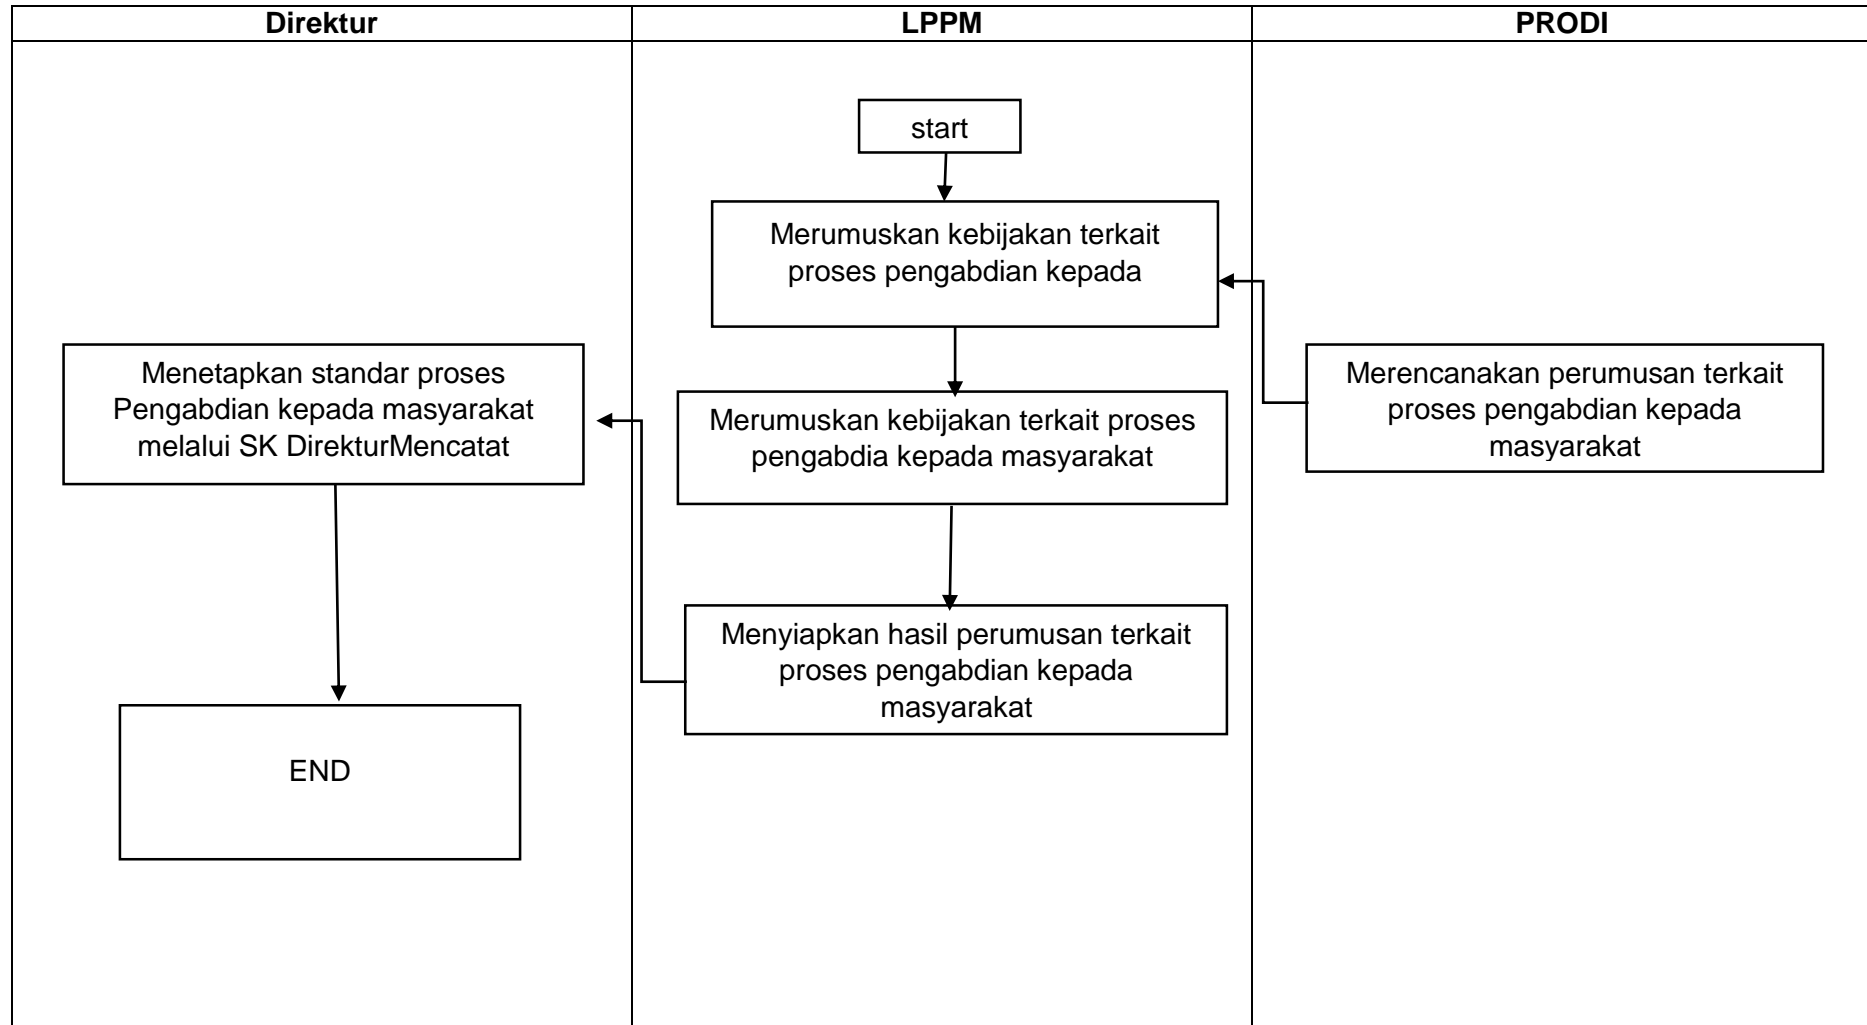 Direktur
LPPM
PRODI
start
Merumuskan kebijakan terkait
proses pengabdian kepada
Menetapkan standar proses
Pengabdian kepada masyarakat
melalui SK DirekturMencatat
Merumuskan kebijakan terkait proses
pengabdia kepada masyarakat
Merencanakan perumusan terkait
proses pengabdian kepada
masyarakat
Menyiapkan hasil perumusan terkait
proses pengabdian kepada
masyarakat
END